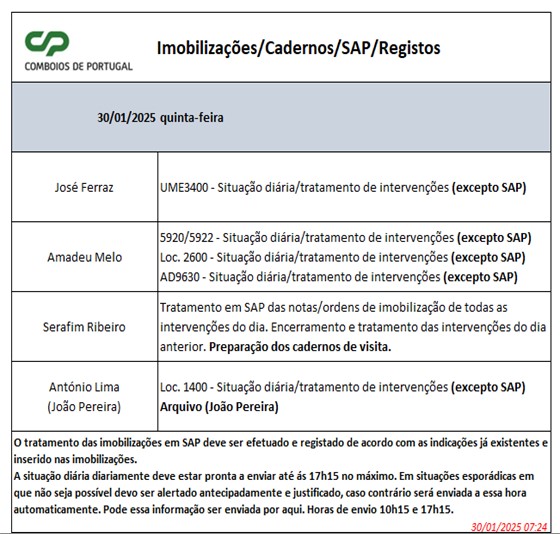 CP
COMBOIOS DE PORTUGAL
Imobilizações/Cadernos/SAP/Registos
30/01/2025 quinta-feira
José Ferraz
UME3400 - Situação diária/tratamento de intervenções (excepto SAP)
Amadeu Melo
5920/5922 - Situação diária/tratamento de intervenções (excepto SAP)
Loc. 2600 - Situação diária/tratamento de intervenções (excepto SAP)
AD9630 - Situação diária/tratamento de intervenções (excepto SAP)
Serafim Ribeiro
Tratamento em SAP das notas/ordens de imobilização de todas as
intervenções do dia. Encerramento e tratamento das intervenções do dia
anterior. Preparação dos cadernos de visita.
António Lima
(João Pereira)
Loc. 1400 - Situação diária/tratamento de intervenções (excepto SAP)
Arquivo (João Pereira)
O tratamento das imobilizações em SAP deve ser efetuado e registado de acordo com as indicações já existentes e
inserido nas imobilizações.
A situação diária diariamente deve estar pronta a enviar até ás 17h15 no máximo. Em situações esporádicas em
que não seja possível devo ser alertado antecipadamente e justificado, caso contrário será enviada a essa hora
automaticamente. Pode essa informação ser enviada por aqui. Horas de envio 10h15 e 17h15.
30/01/2025 07:24